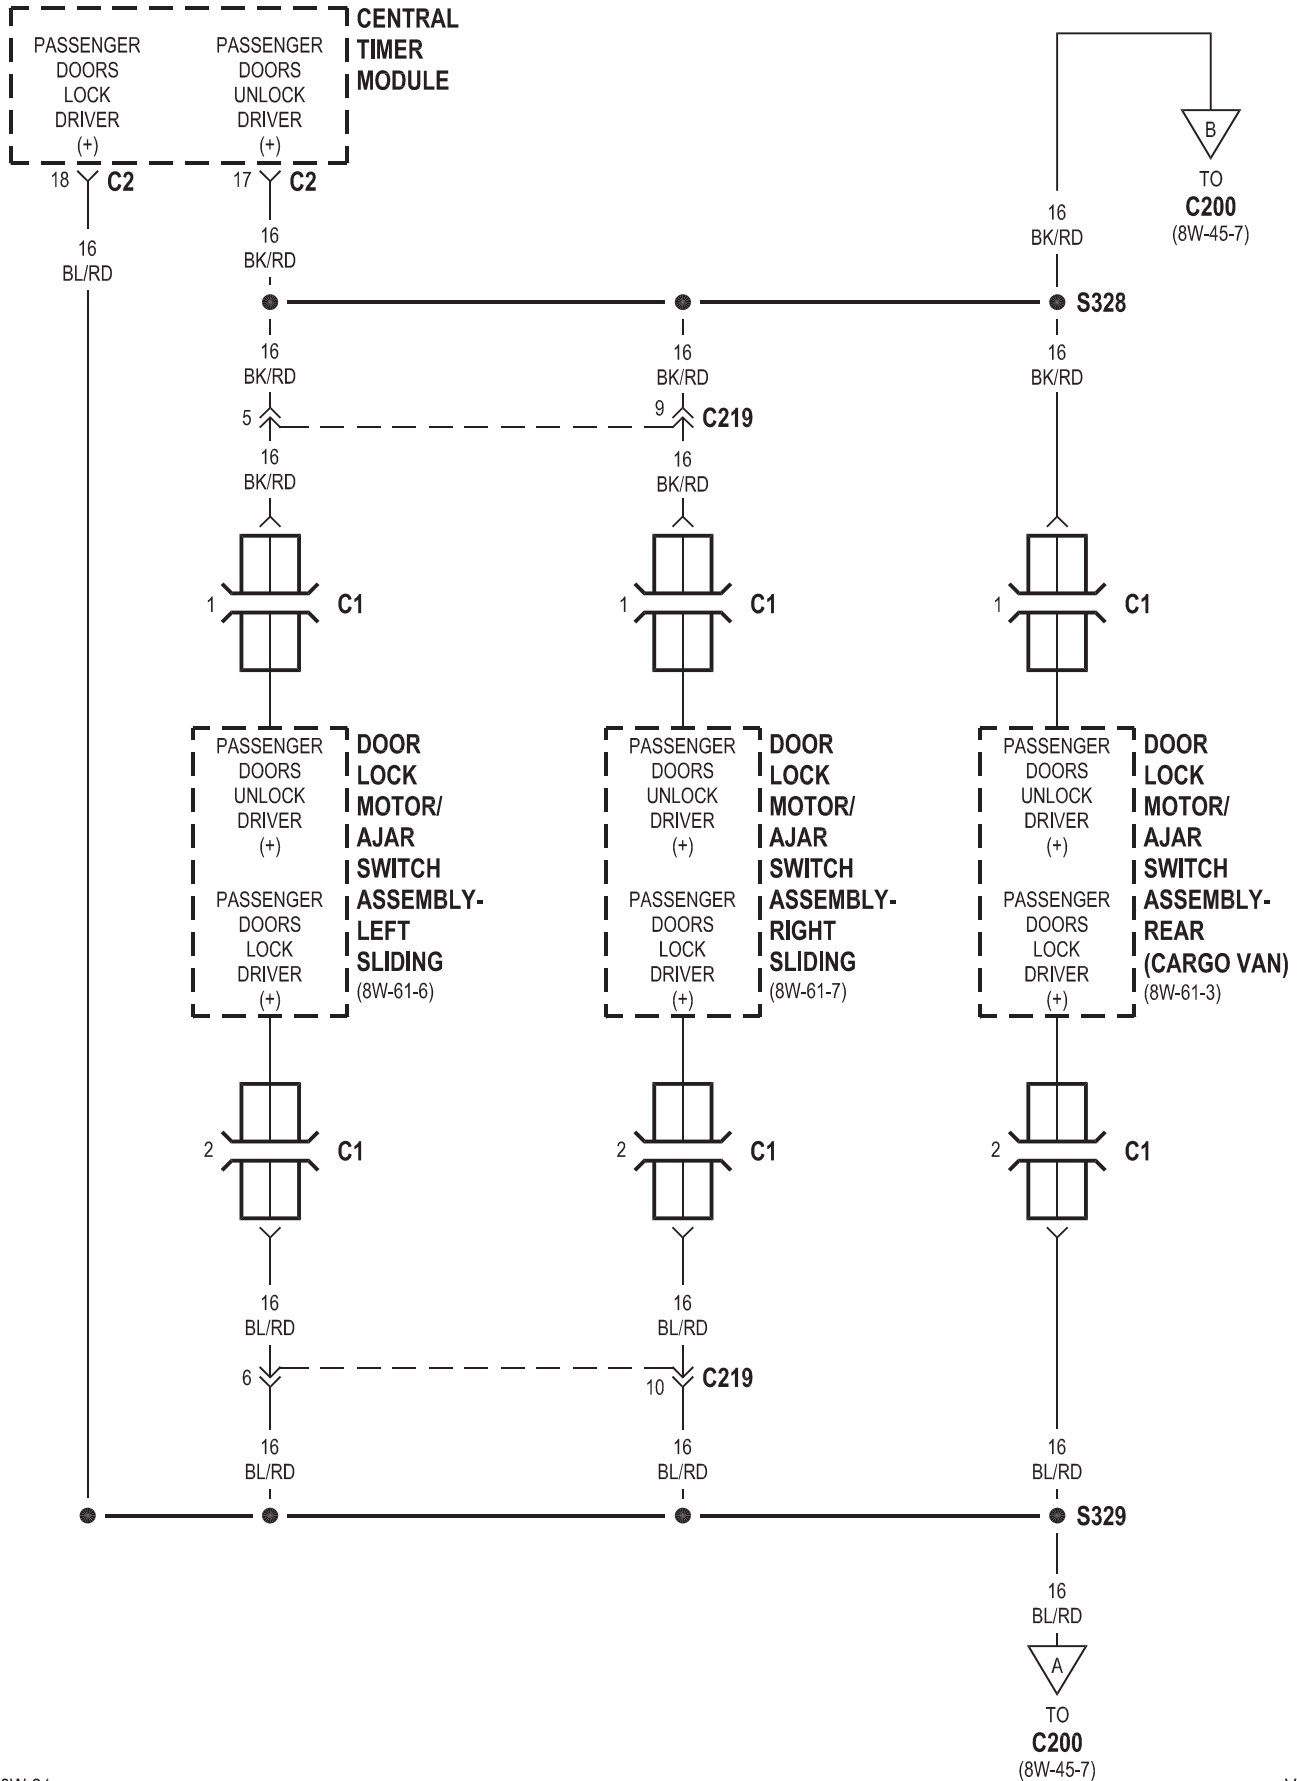 CENTRAL
TIMER
MODULE
PASSENGER
DOORS
LOCK
DRIVER
(+)
PASSENGER
DOORS
UNLOCK
DRIVER
(+)
18
C2
17
C2
B
TO
C200
(8W-45-7)
16
BL/RD
16
BK/RD
16
BK/RD
S328
16
BK/RD
16
BK/RD
16
BK/RD
5
9
C219
16
BK/RD
16
BK/RD
1
C1
1
C1
1
C1
PASSENGER
DOORS
UNLOCK
DRIVER
(+)
PASSENGER
DOORS
LOCK
DRIVER
(+)
DOOR
LOCK
MOTOR/
AJAR
SWITCH
ASSEMBLY-
LEFT
SLIDING
(8W-61-6)
PASSENGER
DOORS
UNLOCK
DRIVER
(+)
PASSENGER
DOORS
LOCK
DRIVER
(+)
DOOR
LOCK
MOTOR/
AJAR
SWITCH
ASSEMBLY-
RIGHT
SLIDING
(8W-61-7)
PASSENGER
DOORS
UNLOCK
DRIVER
(+)
PASSENGER
DOORS
LOCK
DRIVER
(+)
DOOR
LOCK
MOTOR/
AJAR
SWITCH
ASSEMBLY-
REAR
(CARGO VAN)
(8W-61-3)
2
C1
2
C1
2
C1
16
BL/RD
16
BL/RD
6
10
C219
16
BL/RD
16
BL/RD
16
BL/RD
S329
16
BL/RD
A
TO
C200
(8W-45-7)